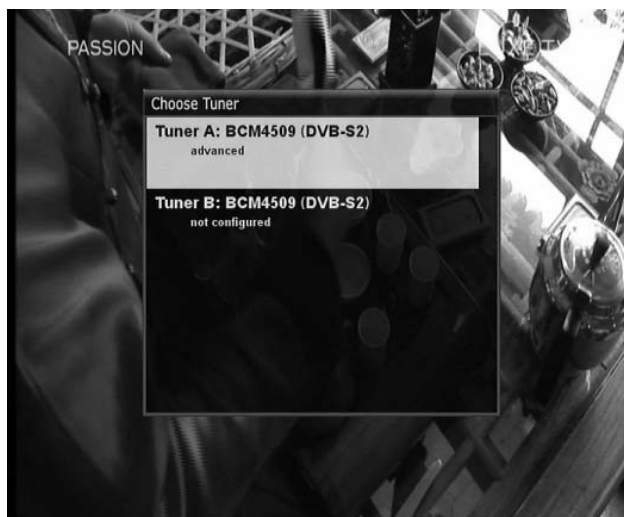 PASSION
Choose Tuner
Tuner A: BCM4509 (DVB-S2)
advanced
Tuner B: BCM4509 (DVB-S2)
not configured